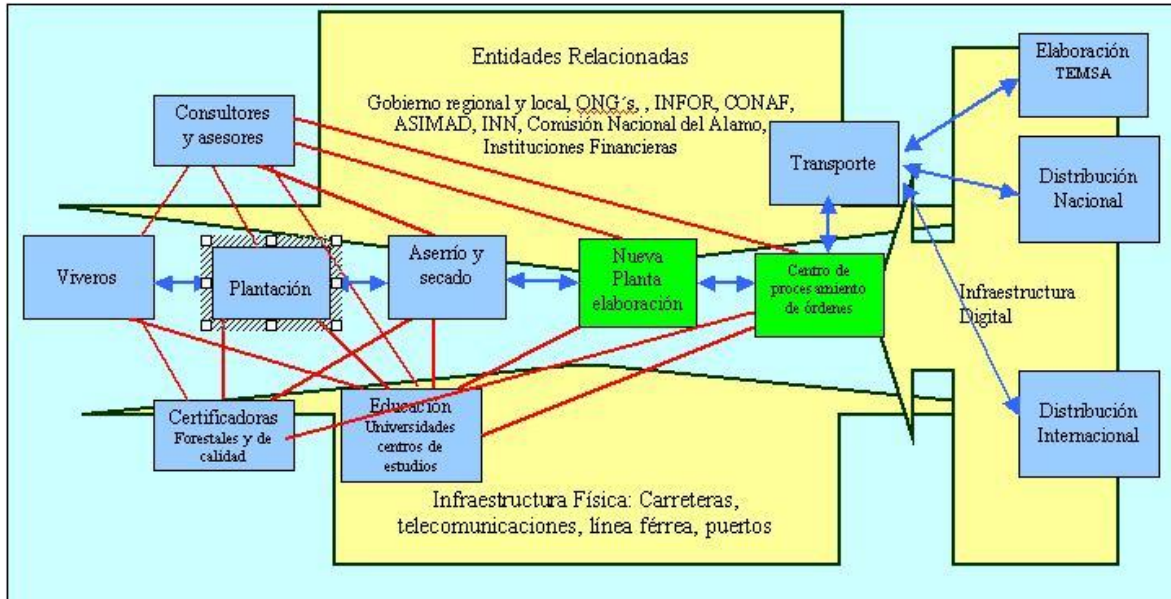 Entidades Relacionadas
Gobierno regional y local, ONG´s, , INFOR, CONAF,
ASIMAD, INN, Comisión Nacional del Álamo,
Instituciones Financieras
Elaboración
TEMSA
Consultores
y asesores
Transporte
Distribución
Nacional
Viveros
Plantación
Aserrío y
secado
Nueva
Planta
elaboración
Centro de
procesamiento
de órdenes
Infraestructura
Digital
Certificadoras
Forestales y de
calidad
Educación
Universidades
centros de
estudios
Distribución
Internacional
Infraestructura Física: Carreteras,
telecomunicaciones, línea férrea, puertos